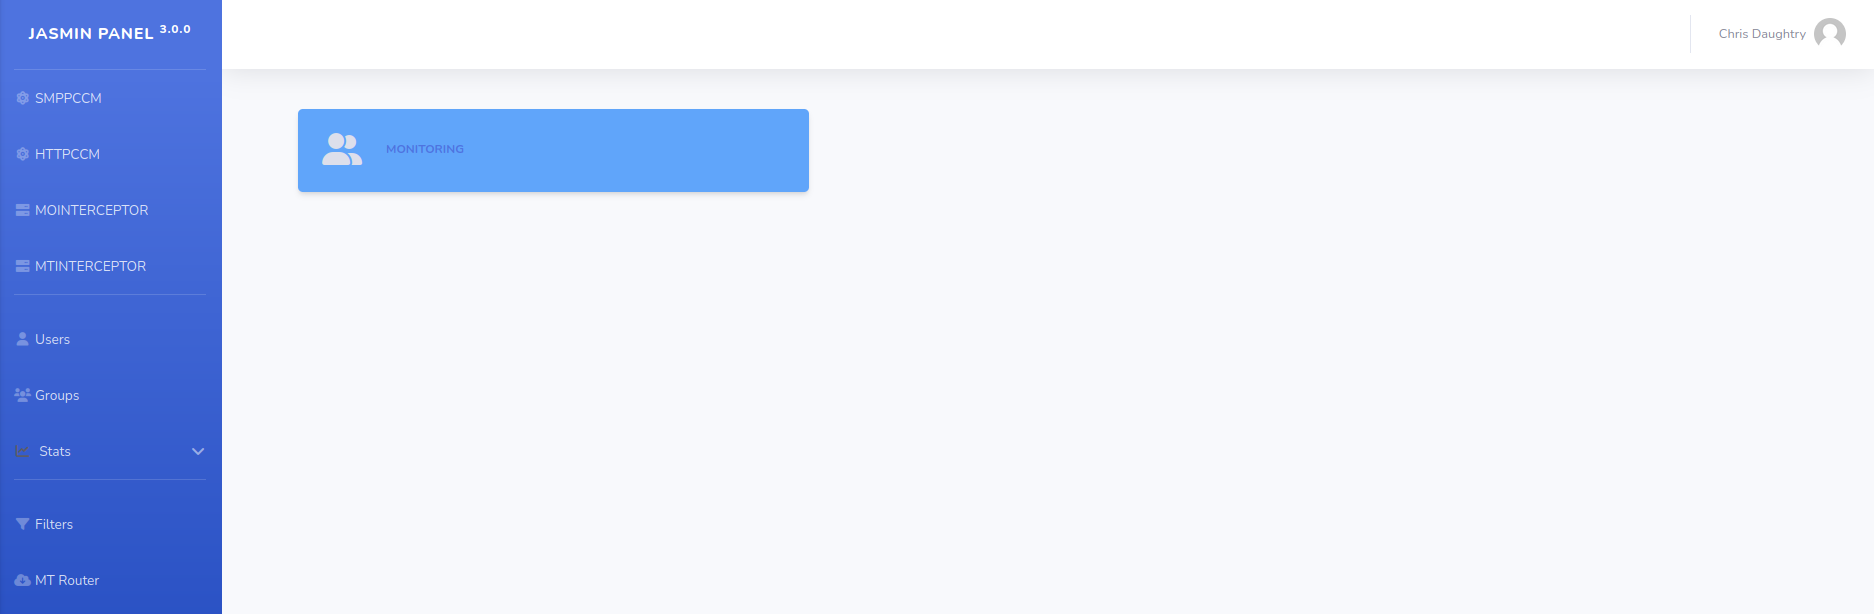 JASMIN PANEL 3.0.0
Chris Daughtry
SMPPCCM
HTTPCCM
MOINTERCEPTOR
MTINTERCEPTOR
Users
Groups
Stats
Filters
MT Router
MONITORING